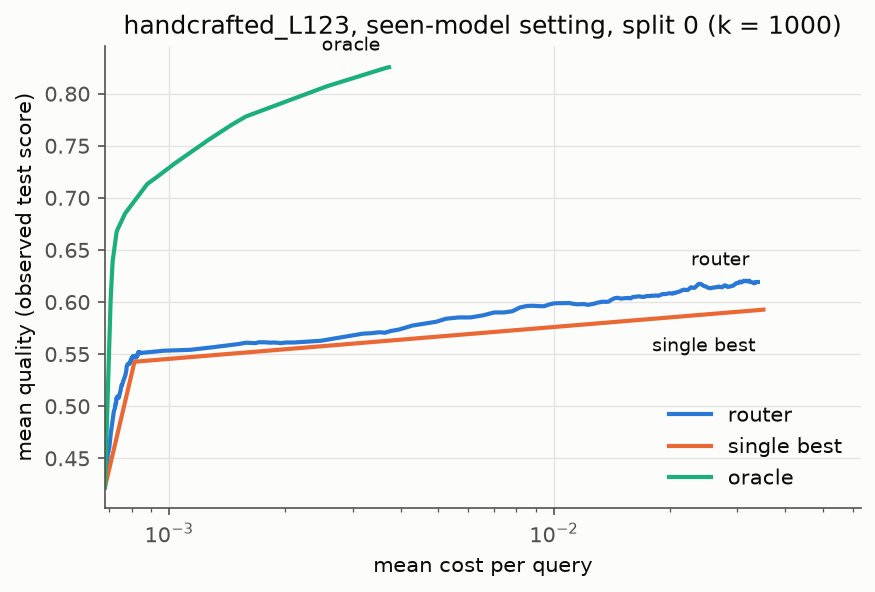 handcrafted_L123, seen-model setting, split 0 (k = 1000)
oracle
mean quality (observed test score)
0.80
0.75
0.70
0.65
0.60
0.55
0.50
0.45
router
single best
router
single best
oracle
10⁻³
10⁻²
mean cost per query